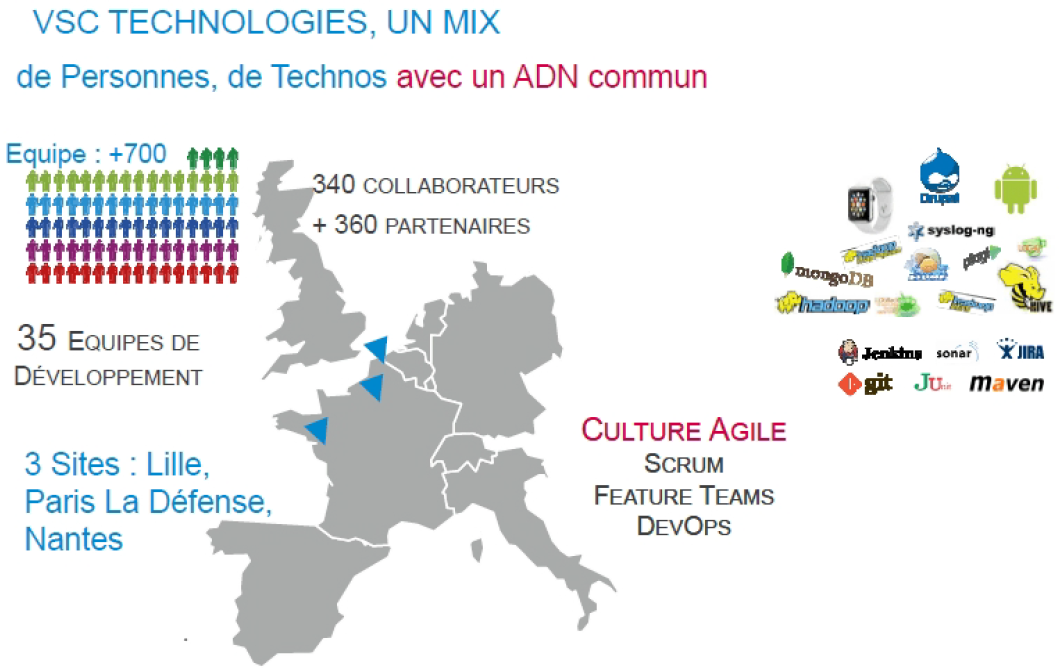 VSC TECHNOLOGIES, UN MIX
de Personnes, de Technos avec un ADN commun
Equipe : +700
340 COLLABORATEURS
+ 360 PARTENAIRES
35 EQUIPES DE
DÉVELOPPEMENT
3 Sites : Lille,
Paris La Défense,
Nantes
CULTURE AGILE
SCRUM
FEATURE TEAMS
DEVOPS
Drupal
syslog-ng
hadoop
mongoDB
hadoop
hadoop
HIVE
Jenkins sonar JIRA
git JUnit maven